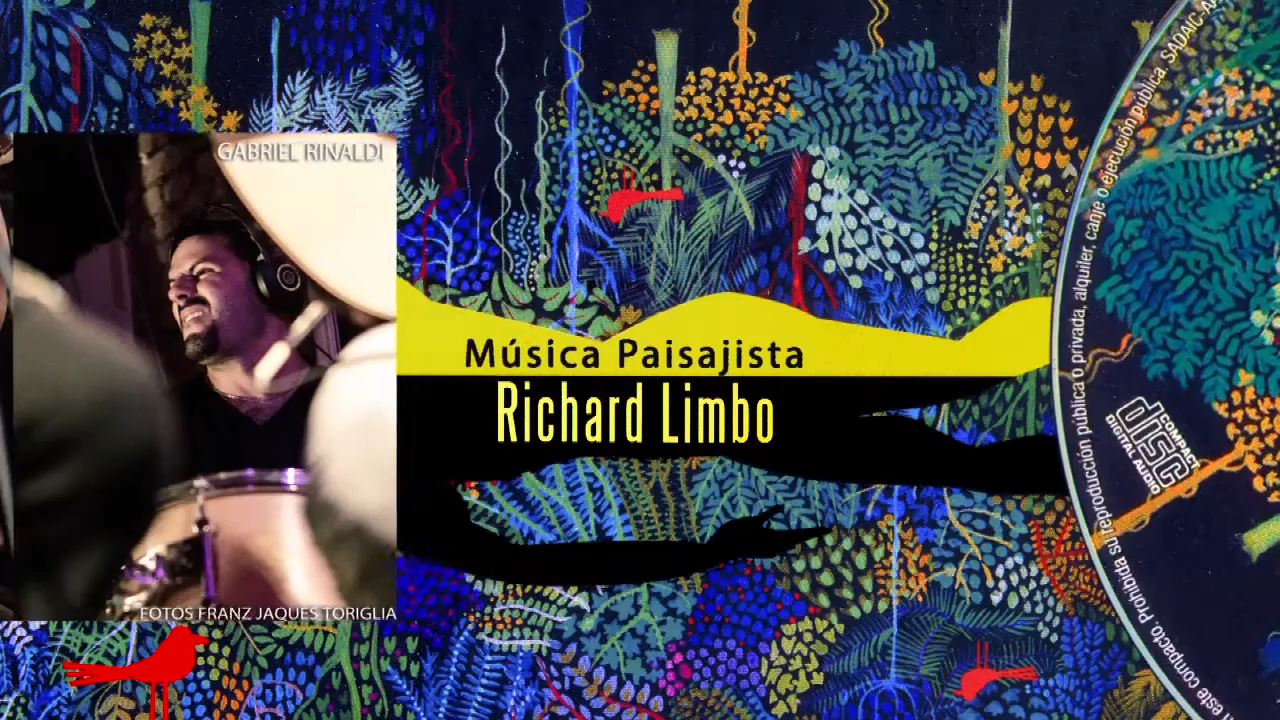 GABRIEL RINALDI
Música Paisajista
Richard Limbo
FOTOS FRANZ JAQUES TORIGLIA
este compacto. Prohibida su reproducción pública o privada, alquiler, canje o ejecución pública. SADAIC-A
COMPACT
disc
DIGITAL AUDIO